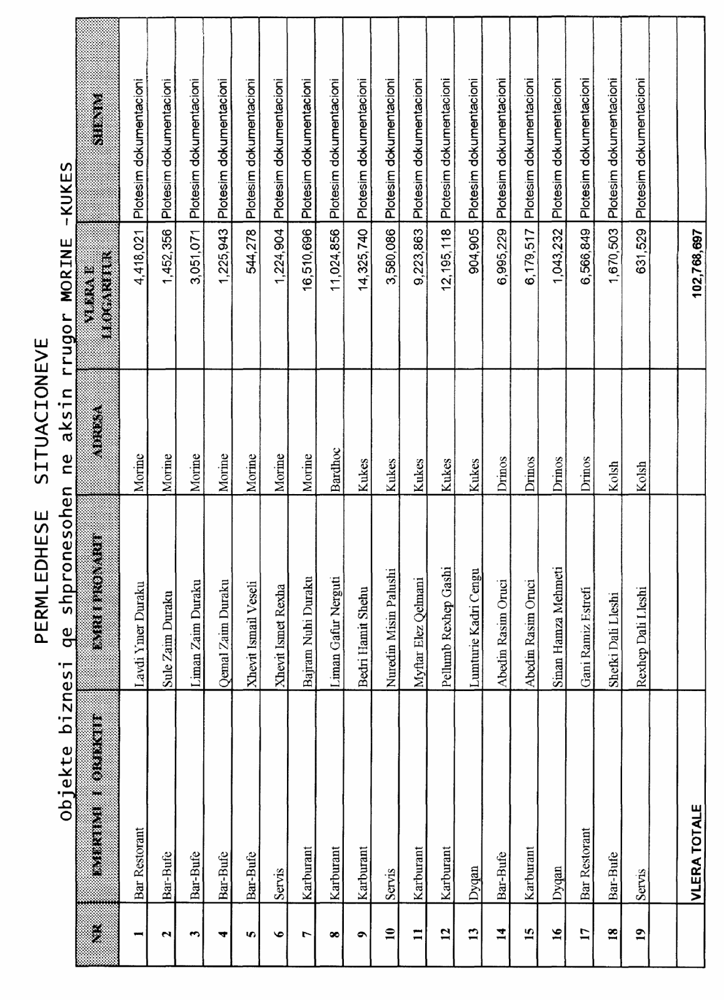 PERMLEDHESE SITUACIONEVE
Objekte biznesi qe shpronesohen ne aksin rrugor MORINE -KUKES
NR EMERTIMI I OBJEKTIT EMRI I PRONARIT ADRESA VLERA E LLOGARITUR SHENIM
1 Bar Restorant Lavdi Ymer Duraku Morine 4,418,021 Plotesim dokumentacioni
2 Bar-Bufe Sule Zaim Duraku Morine 1,452,356 Plotesim dokumentacioni
3 Bar-Bufe Liman Zaim Duraku Morine 3,051,071 Plotesim dokumentacioni
4 Bar-Bufe Qemal Zaim Duraku Morine 1,225,943 Plotesim dokumentacioni
5 Bar-Bufe Xhevit Ismail Veseli Morine 544,278 Plotesim dokumentacioni
6 Servis Xhevit Ismet Rexha Morine 1,224,904 Plotesim dokumentacioni
7 Karburant Bajram Nuhi Duraku Morine 16,510,696 Plotesim dokumentacioni
8 Karburant Liman Gafur Nerguti Bardhoc 11,024,856 Plotesim dokumentacioni
9 Karburant Bedri Hamit Shehu Kukes 14,325,740 Plotesim dokumentacioni
10 Servis Nuredin Misin Palushi Kukes 3,580,086 Plotesim dokumentacioni
11 Karburant Myftar Elez Qelmani Kukes 9,223,863 Plotesim dokumentacioni
12 Karburant Pellumb Rexhep Gashi Kukes 12,195,118 Plotesim dokumentacioni
13 Dyqan Lumturie Kadri Cengu Kukes 904,905 Plotesim dokumentacioni
14 Bar-Bufe Abedin Rasim Oruci Drinos 6,995,229 Plotesim dokumentacioni
15 Karburant Abedin Rasim Oruci Drinos 6,179,517 Plotesim dokumentacioni
16 Dyqan Sinan Hamza Mehmeti Drinos 1,043,232 Plotesim dokumentacioni
17 Bar Restorant Gani Ramiz Estrefi Drinos 6,566,849 Plotesim dokumentacioni
18 Bar-Bufe Shefki Dali Lleshi Kolsh 1,670,503 Plotesim dokumentacioni
19 Servis Rexhep Dali Lleshi Kolsh 631,529 Plotesim dokumentacioni
VLERA TOTALE 102,768,697